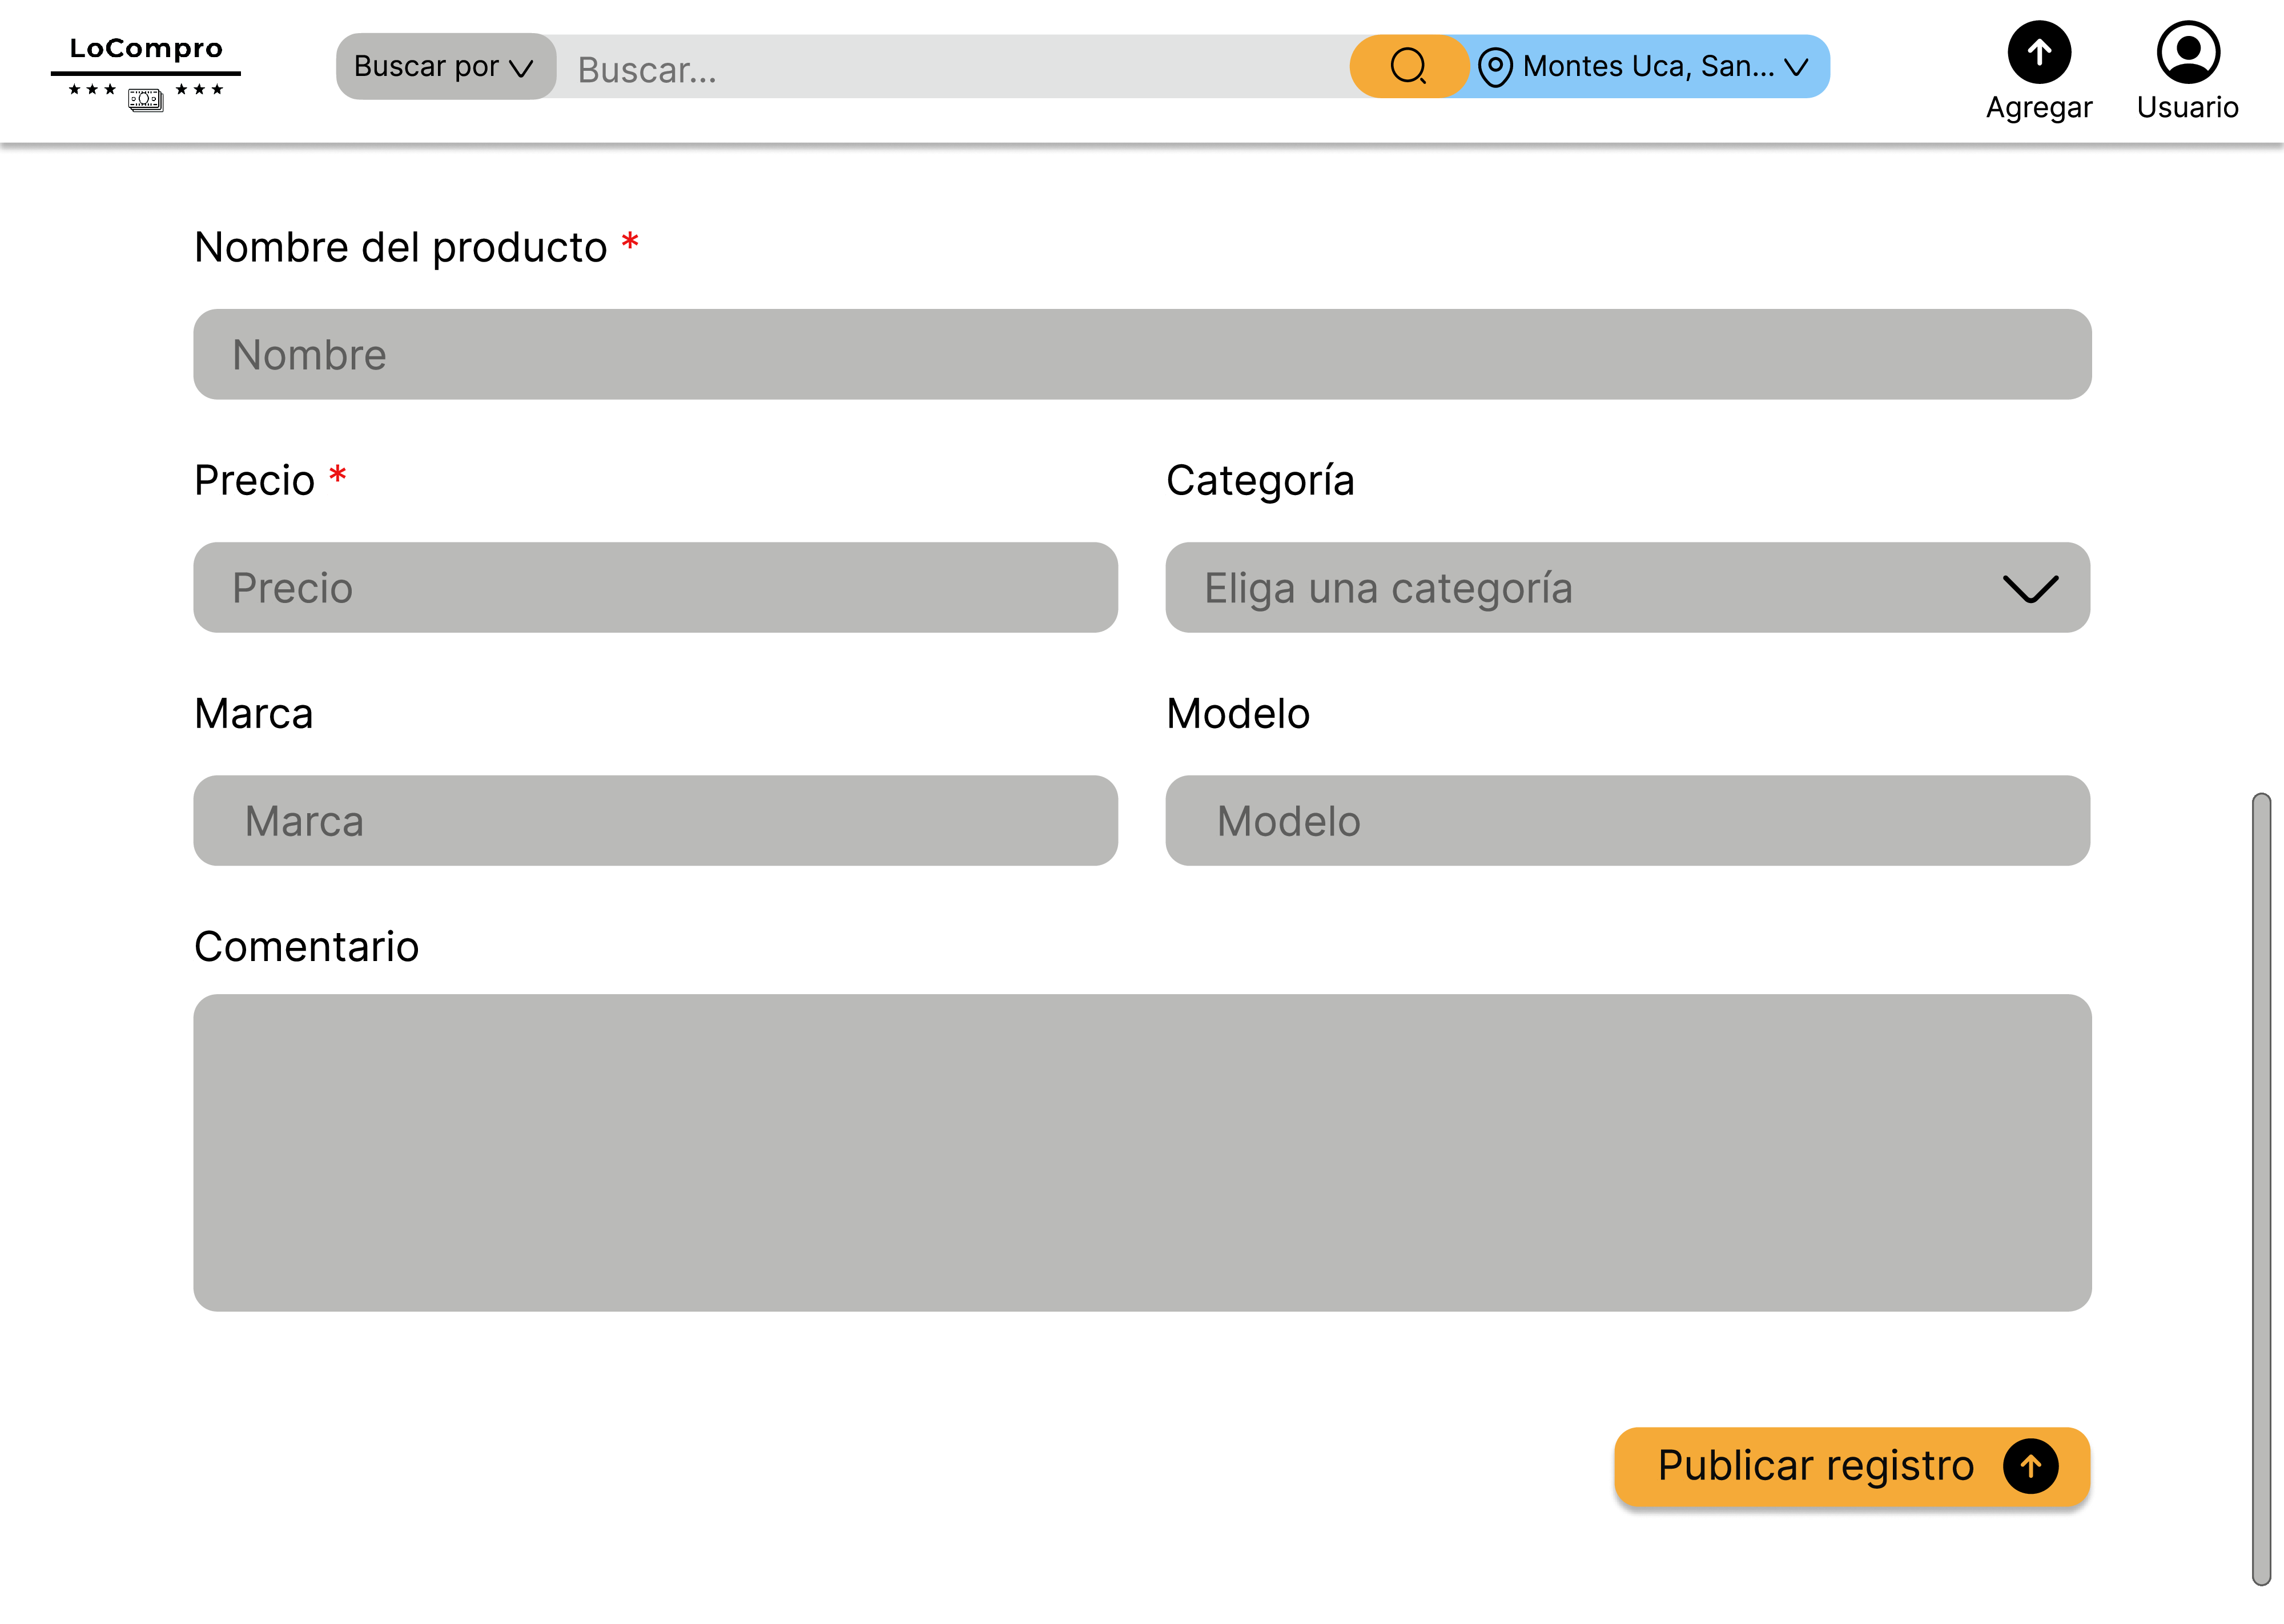 LoCompro
Buscar por
Buscar...
Montes Uca, San...
Agregar
Usuario
Nombre del producto *
Nombre
Precio *
Categoría
Precio
Eliga una categoría
Marca
Modelo
Marca
Modelo
Comentario
Publicar registro